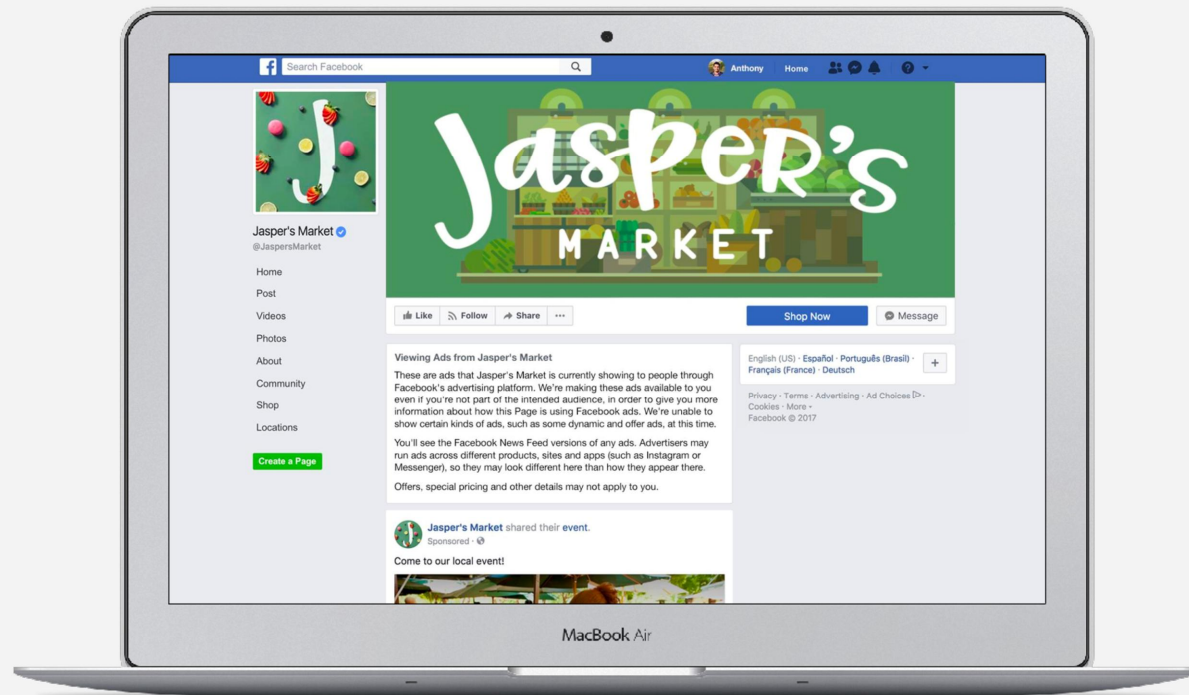 Search Facebook
Anthony
Home
J
Jasper's
MARKET
Jasper's Market
@JaspersMarket
Home
Post
Videos
Photos
About
Community
Shop
Locations
Create a Page
Like
Follow
Share
Shop Now
Message
Viewing Ads from Jasper's Market
These are ads that Jasper's Market is currently showing to people through
Facebook's advertising platform. We're making these ads available to you
even if you're not part of the intended audience, in order to give you more
information about how this Page is using Facebook ads. We're unable to
show certain kinds of ads, such as some dynamic and offer ads, at this time.
You'll see the Facebook News Feed versions of any ads. Advertisers may
run ads across different products, sites and apps (such as Instagram or
Messenger), so they may look different here than how they appear there.
Offers, special pricing and other details may not apply to you.
Jasper's Market shared their event.
Sponsored ·
Come to our local event!
English (US) · Español · Português (Brasil) ·
Français (France) · Deutsch
Privacy · Terms · Advertising · Ad Choices ·
Cookies · More
Facebook © 2017
MacBook Air